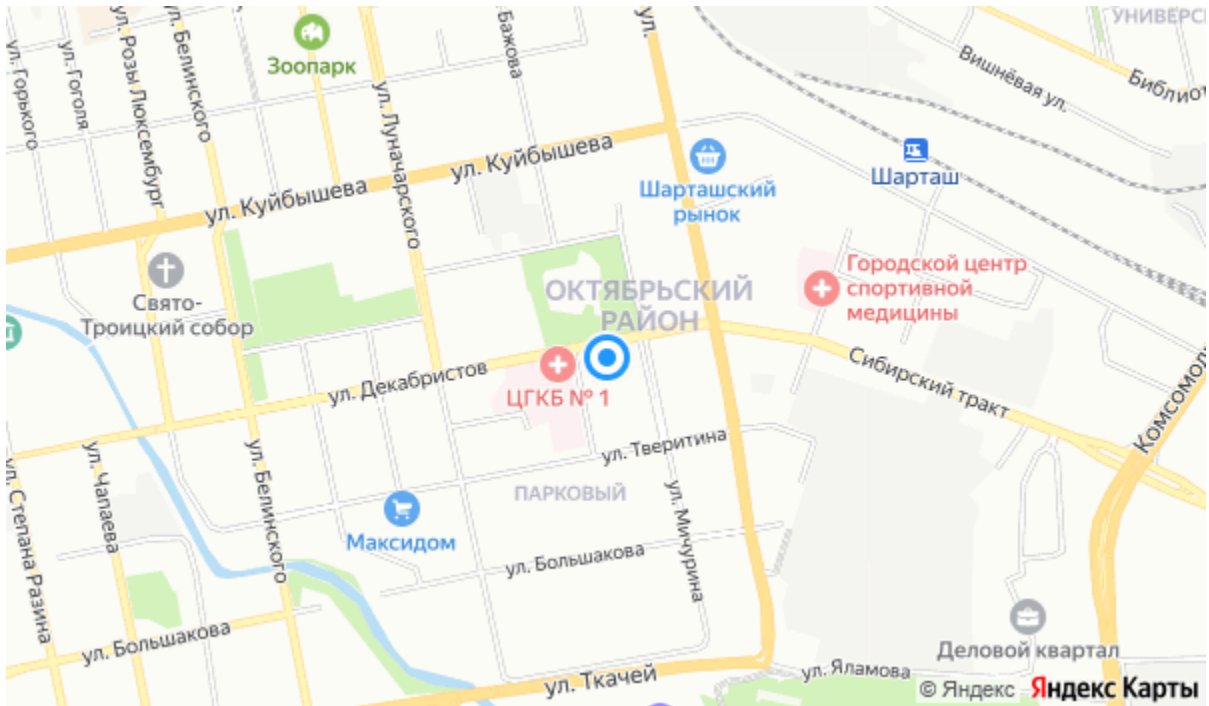 УНИВЕРС
Вишнёвая ул.
Библиот
ул. Горького
ул. Гоголя
ул. Розы Люксембург
ул. Белинского
Зоопарк
ул. Луначарского
Бажова
ул.
ул. Куйбышева
ул. Куйбышева
Шарташский
рынок
Шарташ
Свято-
Троицкий собор
ОКТЯБРЬСКИЙ
РАЙОН
Городской центр
спортивной
медицины
ул. Декабристов
ЦГКБ № 1
Сибирский тракт
Комсомол
ул. Степана Разина
ул. Чапаева
ул. Белинского
ул. Тверитина
ПАРКОВЫЙ
Максидом
ул. Мичурина
ул. Большакова
ул. Большакова
Деловой квартал
ул. Ткачей
ул. Яламова
© Яндекс Яндекс Карты